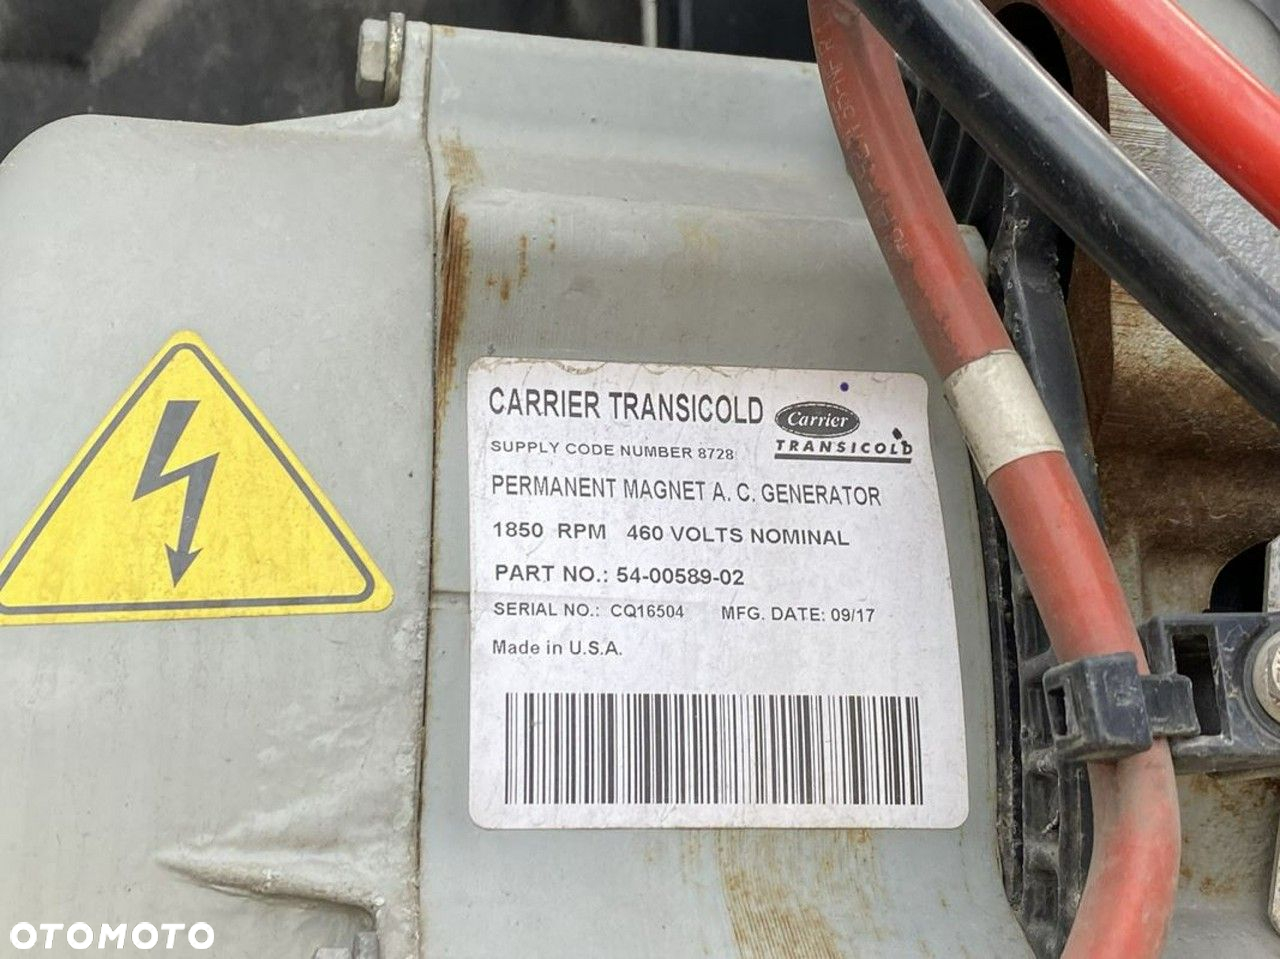 CARRIER TRANSICOLD
Carrier
TRANSICOLD
SUPPLY CODE NUMBER 8728
PERMANENT MAGNET A. C. GENERATOR
1850 RPM 460 VOLTS NOMINAL
PART NO.: 54-00589-02
SERIAL NO.: CQ16504 MFG. DATE: 09/17
Made in U.S.A.
OTOMOTO